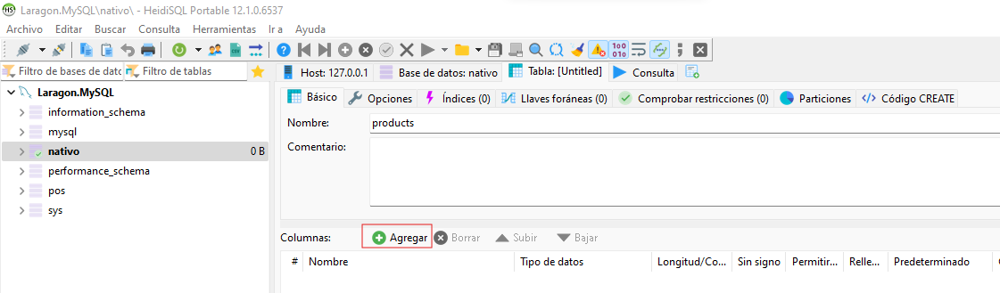 Laragon.MySQL\nativo\ - HeidiSQL Portable 12.1.0.6537
Archivo Editar Buscar Consulta Herramientas Ir a Ayuda
Filtro de bases de datc Filtro de tablas
Host: 127.0.0.1 Base de datos: nativo Tabla: [Untitled] Consulta
Laragon.MySQL
information_schema
mysql
nativo 0 B
performance_schema
pos
sys
Básico Opciones Índices (0) Llaves foráneas (0) Comprobar restricciones (0) Particiones Código CREATE
Nombre: products
Comentario:
Columnas: Agregar Borrar Subir Bajar
# Nombre Tipo de datos Longitud/Co... Sin signo Permitir... Relle... Predeterminado